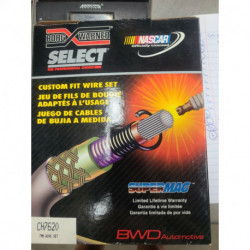 BORG WARNER
SELECT
NASCAR
CUSTOM FIT WIRE SET
JEU DE FILS DE BOUGIE
ADAPTÉS À L'USAGE
JUEGO DE CABLES
DE BUJIA A MEDIDA
SUPERMAG
Limited Lifetime Warranty
Garantie à vie limitée
Garantía limitada de por vida
CH7620
BWD Automotive